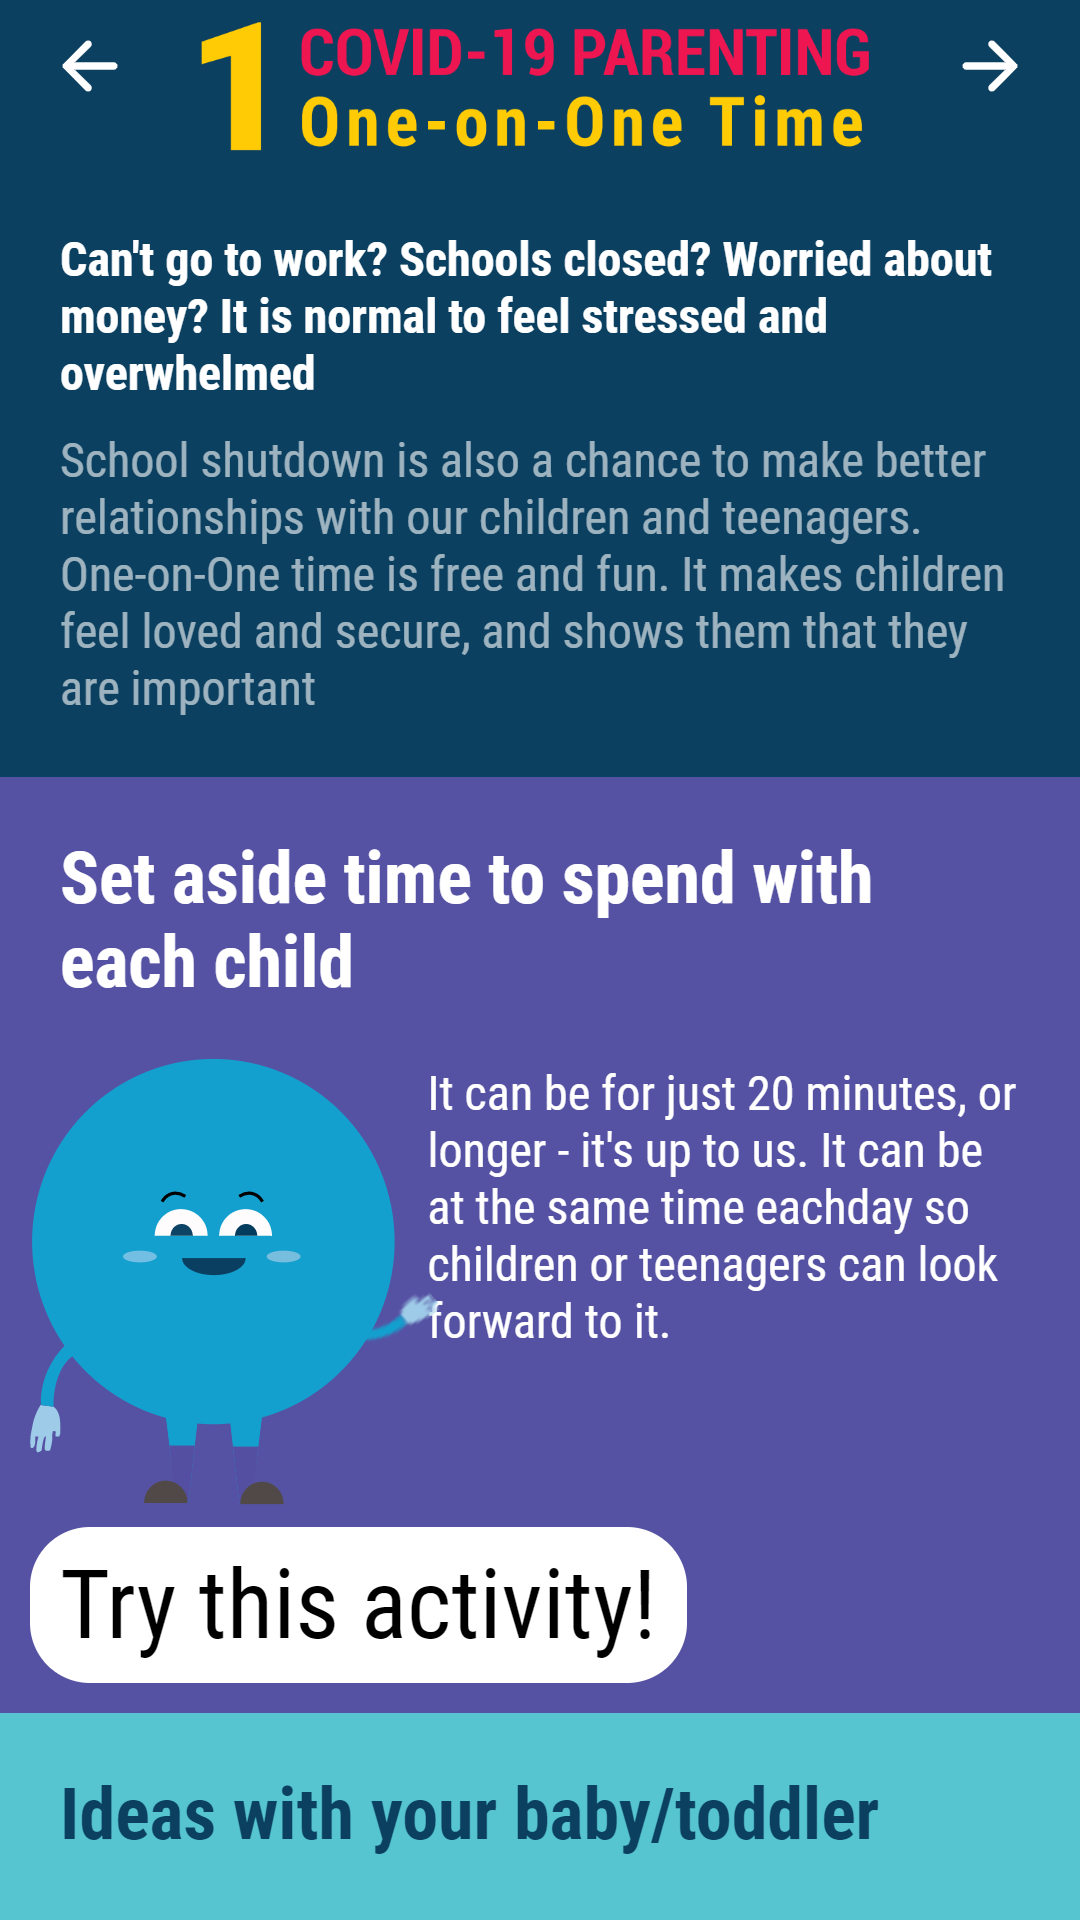 1
COVID-19 PARENTING
One-on-One Time
Can't go to work? Schools closed? Worried about
money? It is normal to feel stressed and
overwhelmed
School shutdown is also a chance to make better
relationships with our children and teenagers.
One-on-One time is free and fun. It makes children
feel loved and secure, and shows them that they
are important
Set aside time to spend with
each child
It can be for just 20 minutes, or
longer - it's up to us. It can be
at the same time eachday so
children or teenagers can look
forward to it.
Try this activity!
Ideas with your baby/toddler